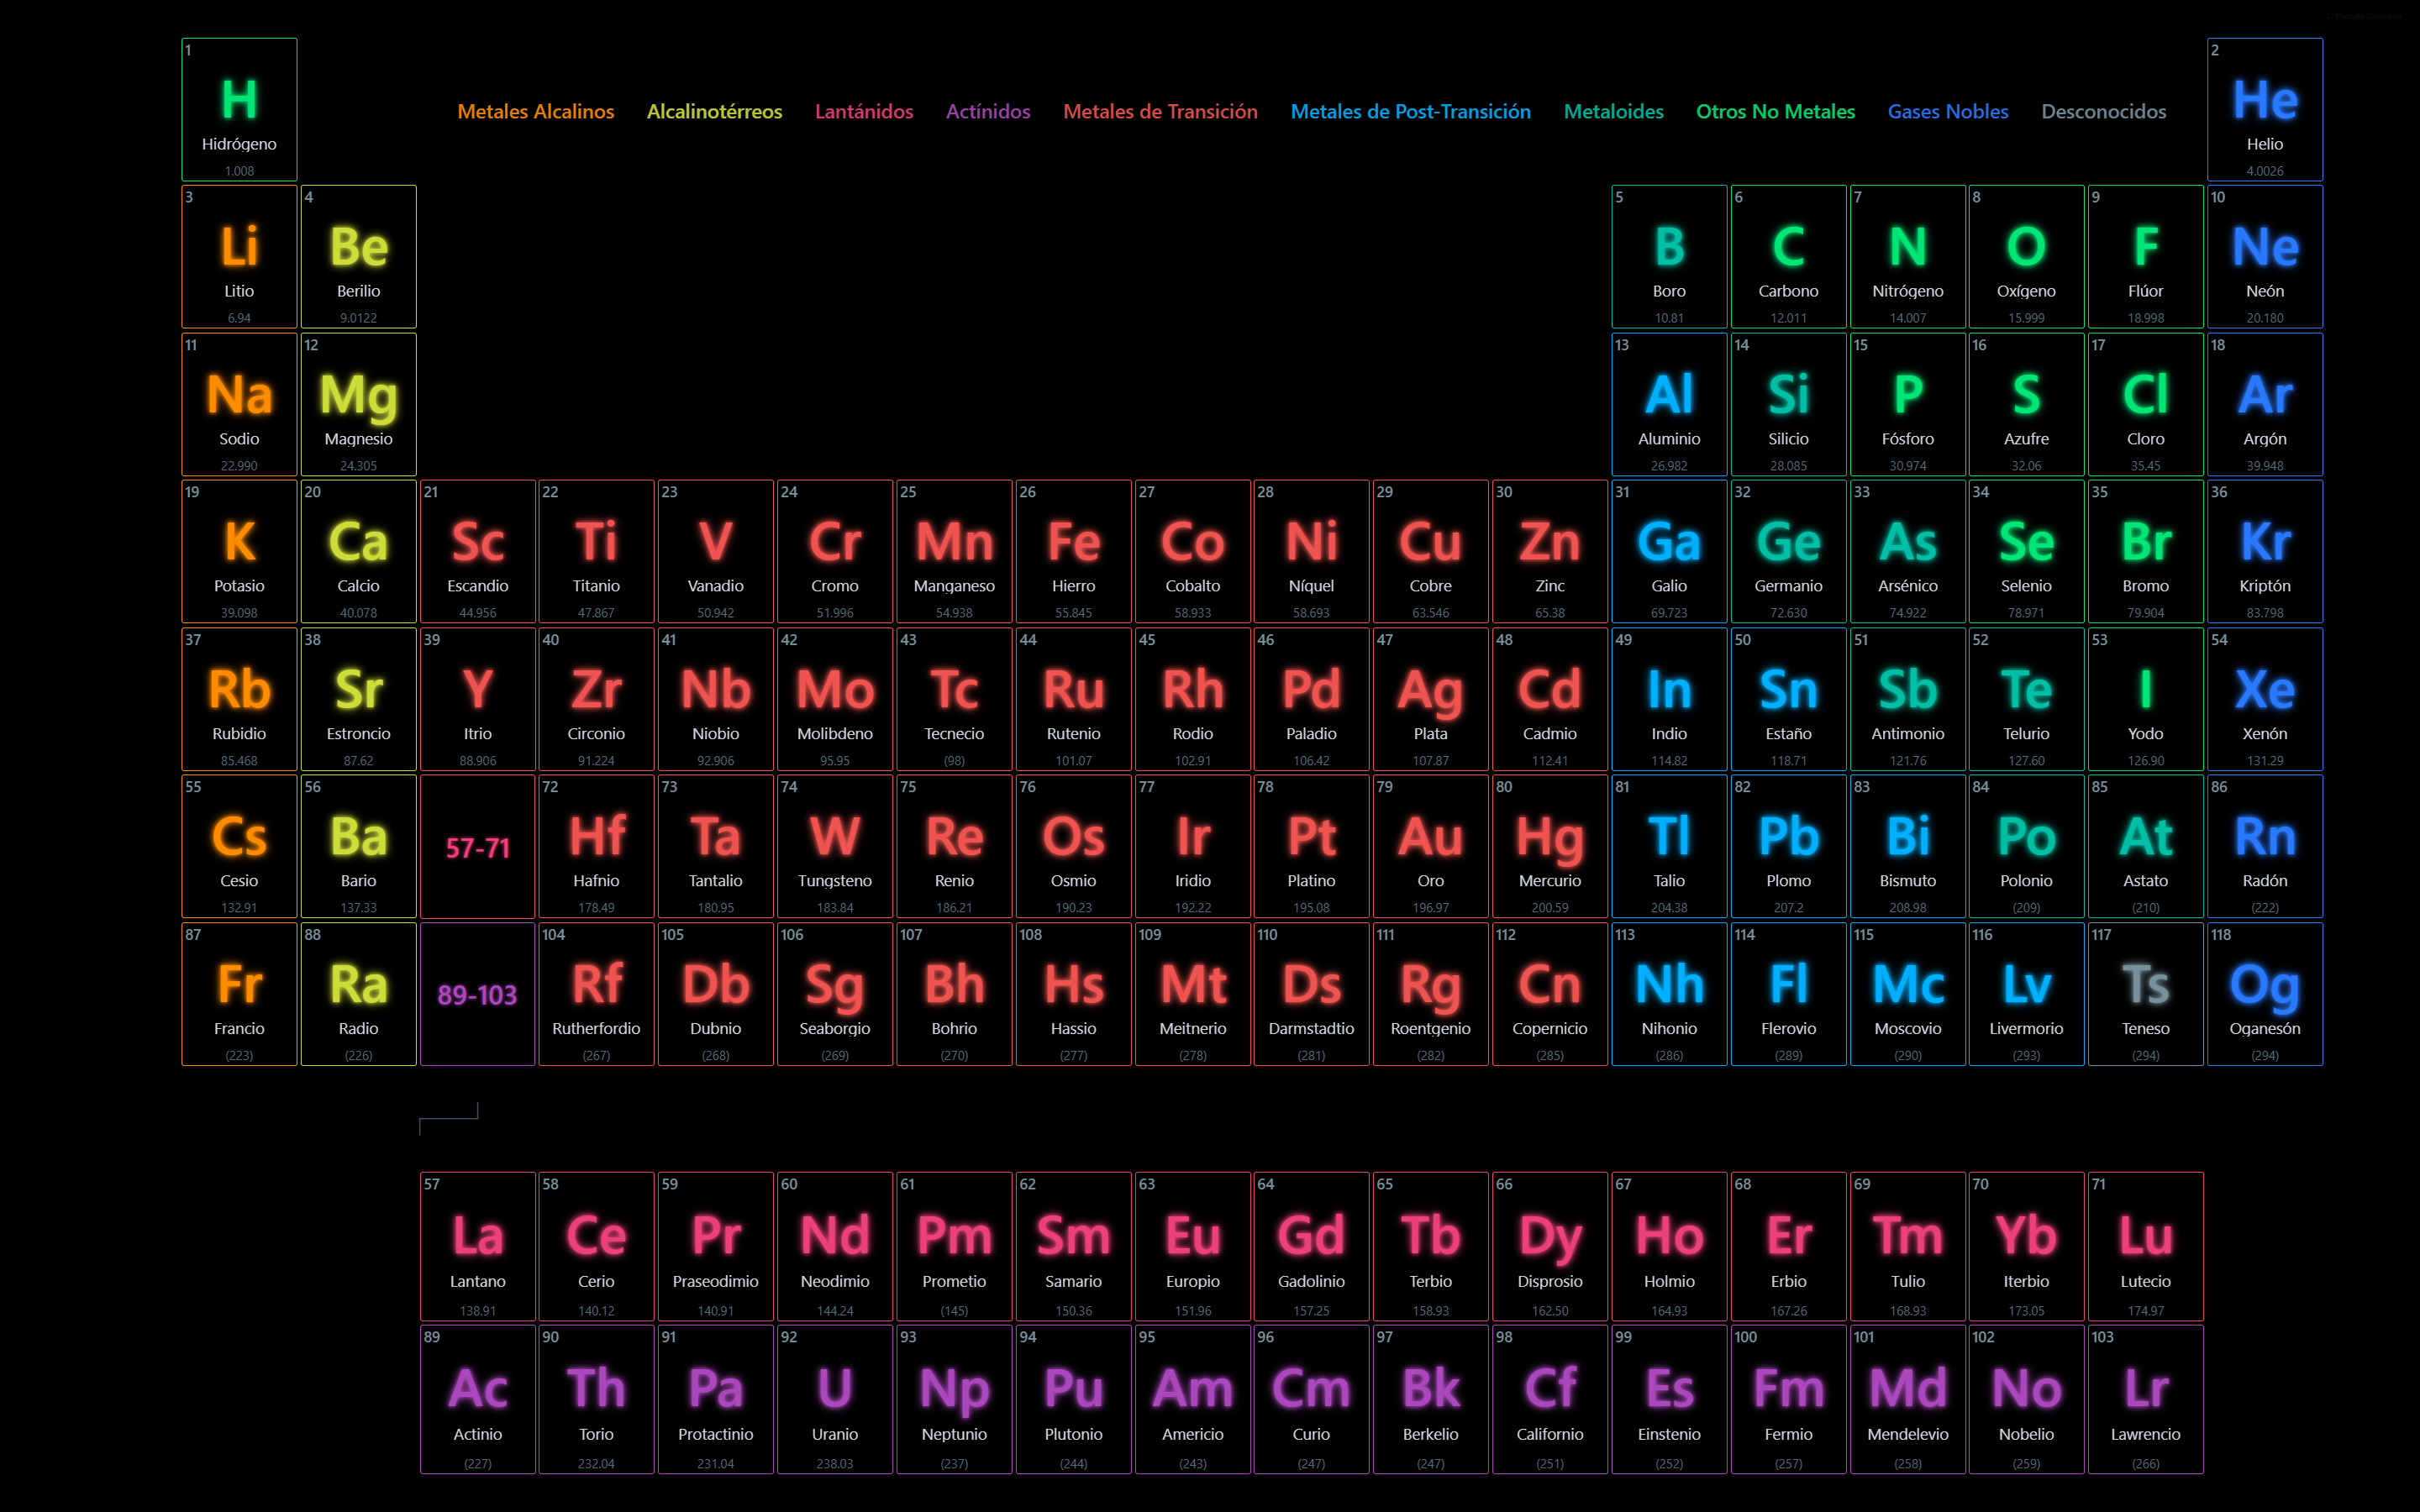 1 2
H He
Hidrógeno Helio
1.008 4.0026
Metales Alcalinos Alcalinotérreos Lantánidos Actínidos Metales de Transición Metales de Post-Transición Metaloides Otros No Metales Gases Nobles Desconocidos
3 4 5 6 7 8 9 10
Li Be B C N O F Ne
Litio Berilio Boro Carbono Nitrógeno Oxígeno Flúor Neón
6.94 9.0122 10.81 12.011 14.007 15.999 18.998 20.180
11 12 13 14 15 16 17 18
Na Mg Al Si P S Cl Ar
Sodio Magnesio Aluminio Silicio Fósforo Azufre Cloro Argón
22.990 24.305 26.982 28.085 30.974 32.06 35.45 39.948
19 20 21 22 23 24 25 26 27 28 29 30 31 32 33 34 35 36
K Ca Sc Ti V Cr Mn Fe Co Ni Cu Zn Ga Ge As Se Br Kr
Potasio Calcio Escandio Titanio Vanadio Cromo Manganeso Hierro Cobalto Níquel Cobre Zinc Galio Germanio Arsénico Selenio Bromo Kriptón
39.098 40.078 44.956 47.867 50.942 51.996 54.938 55.845 58.933 58.693 63.546 65.38 69.723 72.630 74.922 78.971 79.904 83.798
37 38 39 40 41 42 43 44 45 46 47 48 49 50 51 52 53 54
Rb Sr Y Zr Nb Mo Tc Ru Rh Pd Ag Cd In Sn Sb Te I Xe
Rubidio Estroncio Itrio Circonio Niobio Molibdeno Tecnecio Rutenio Rodio Paladio Plata Cadmio Indio Estaño Antimonio Telurio Yodo Xenón
85.468 87.62 88.906 91.224 92.906 95.95 (98) 101.07 102.91 106.42 107.87 112.41 114.82 118.71 121.76 127.60 126.90 131.29
55 56 72 73 74 75 76 77 78 79 80 81 82 83 84 85 86
Cs Ba 57-71 Hf Ta W Re Os Ir Pt Au Hg Tl Pb Bi Po At Rn
Cesio Bario Hafnio Tantalio Tungsteno Renio Osmio Iridio Platino Oro Mercurio Talio Plomo Bismuto Polonio Astato Radón
132.91 137.33 178.49 180.95 183.84 186.21 190.23 192.22 195.08 196.97 200.59 204.38 207.2 208.98 (209) (210) (222)
87 88 104 105 106 107 108 109 110 111 112 113 114 115 116 117 118
Fr Ra 89-103 Rf Db Sg Bh Hs Mt Ds Rg Cn Nh Fl Mc Lv Ts Og
Francio Radio Rutherfordio Dubnio Seaborgio Bohrio Hassio Meitnerio Darmstadtio Roentgenio Copernicio Nihonio Flerovio Moscovio Livermorio Teneso Oganesón
(223) (226) (267) (268) (269) (270) (277) (278) (281) (282) (285) (286) (289) (290) (293) (294) (294)
57 58 59 60 61 62 63 64 65 66 67 68 69 70 71
La Ce Pr Nd Pm Sm Eu Gd Tb Dy Ho Er Tm Yb Lu
Lantano Cerio Praseodimio Neodimio Prometio Samario Europio Gadolinio Terbio Disprosio Holmio Erbio Tulio Iterbio Lutecio
138.91 140.12 140.91 144.24 (145) 150.36 151.96 157.25 158.93 162.50 164.93 167.26 168.93 173.05 174.97
89 90 91 92 93 94 95 96 97 98 99 100 101 102 103
Ac Th Pa U Np Pu Am Cm Bk Cf Es Fm Md No Lr
Actinio Torio Protactinio Uranio Neptunio Plutonio Americio Curio Berkelio Californio Einstenio Fermio Mendelevio Nobelio Lawrencio
(227) 232.04 231.04 238.03 (237) (244) (243) (247) (247) (251) (252) (257) (258) (259) (266)